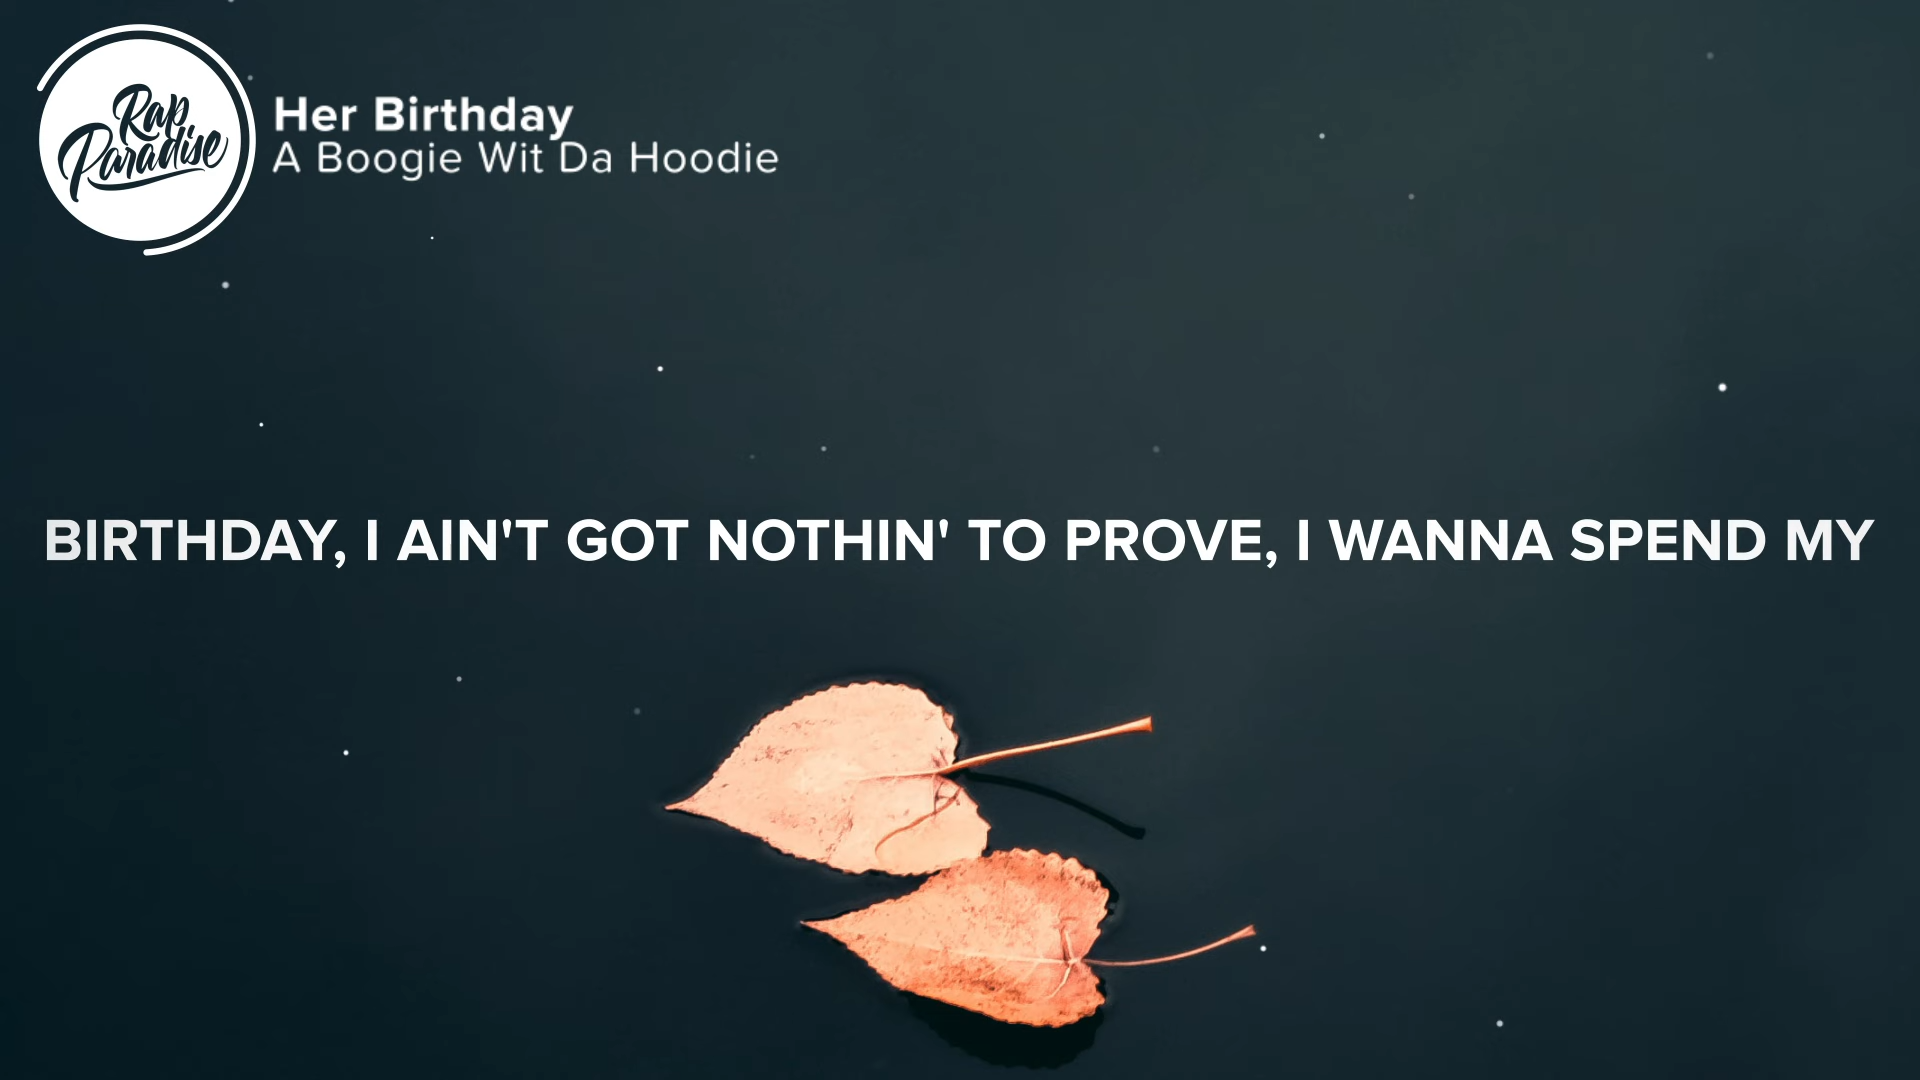 Rap
Paradise
Her Birthday
A Boogie Wit Da Hoodie
BIRTHDAY, I AIN'T GOT NOTHIN' TO PROVE, I WANNA SPEND MY